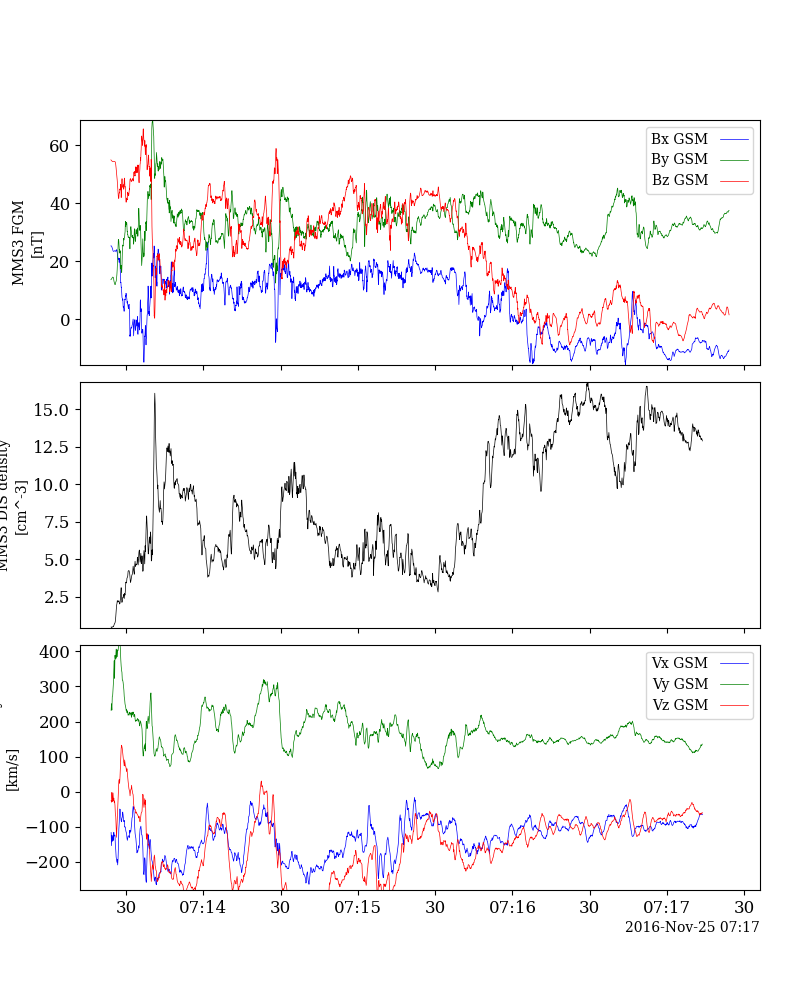 60
40
20
0
MMS3 FGM
[nT]
Bx GSM
By GSM
Bz GSM
15.0
12.5
10.0
7.5
5.0
2.5
MMS3 DIS density
[cm^-3]
400
300
200
100
0
−100
−200
[km/s]
Vx GSM
Vy GSM
Vz GSM
30 07:14 30 07:15 30 07:16 30 07:17 30
2016-Nov-25 07:17